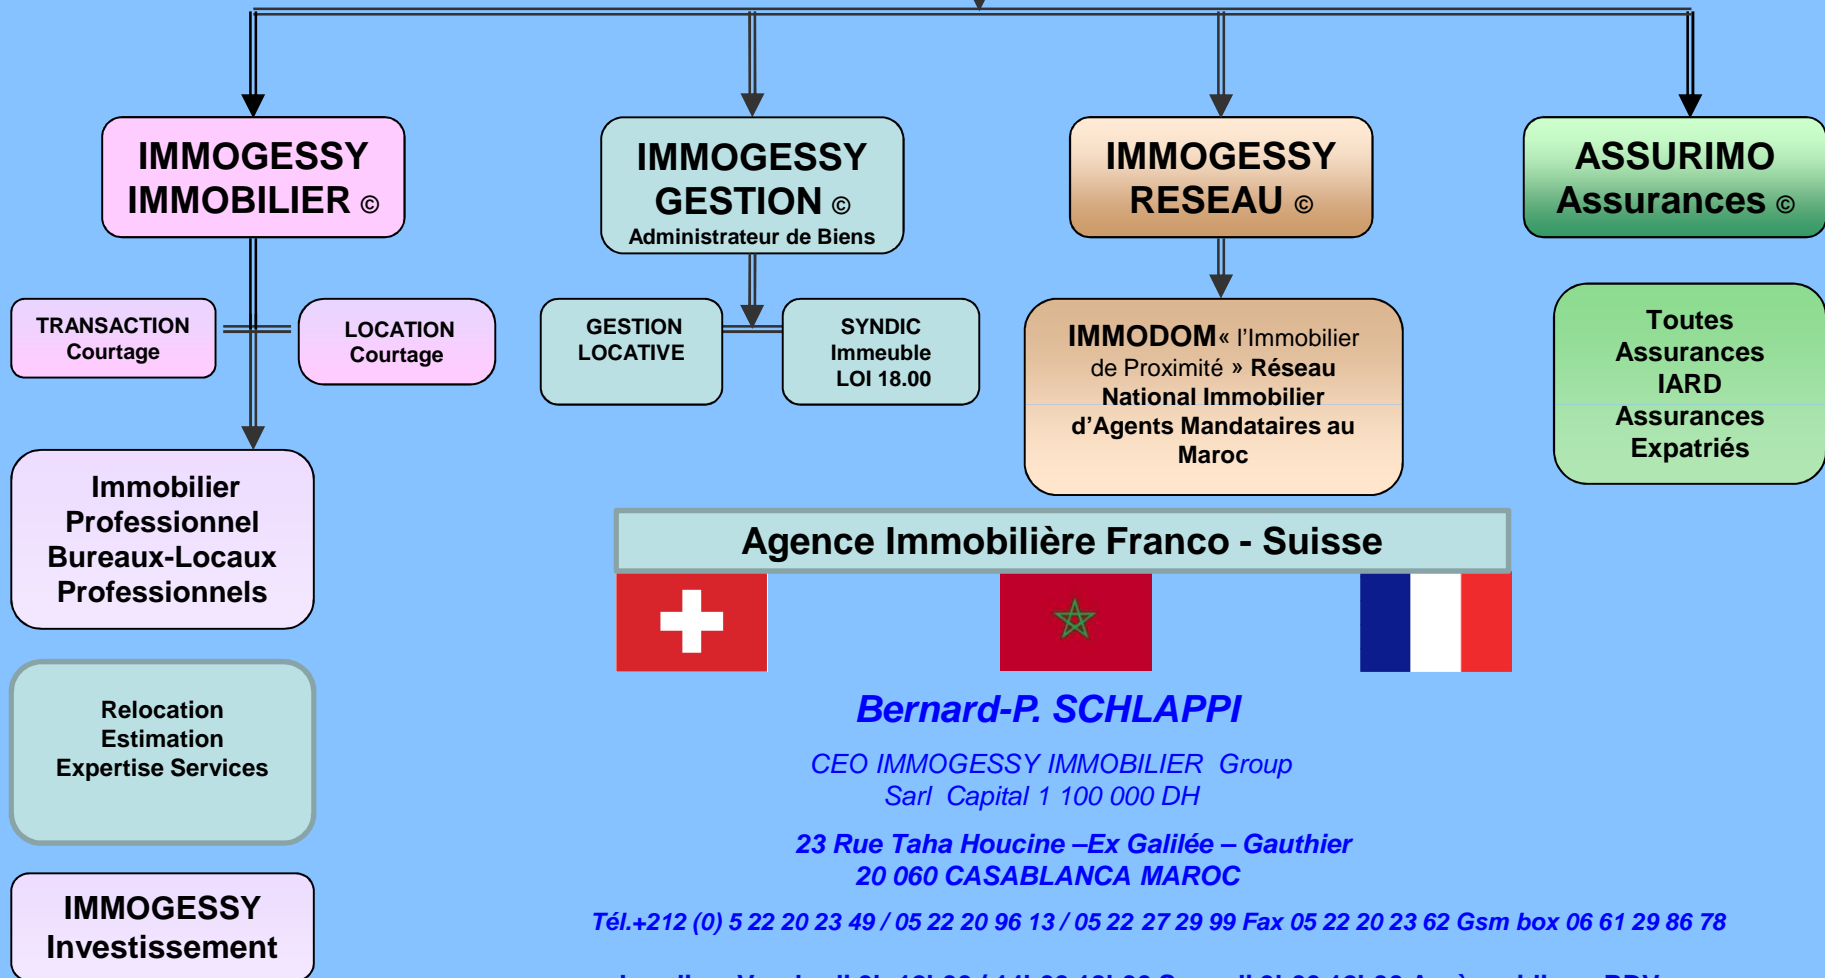 IMMOGESSY
IMMOBILIER ©
IMMOGESSY
GESTION ©
Administrateur de Biens
IMMOGESSY
RESEAU ©
ASSURIMO
Assurances ©
TRANSACTION
Courtage
LOCATION
Courtage
GESTION
LOCATIVE
SYNDIC
Immeuble
LOI 18.00
IMMODOM« l’Immobilier
de Proximité » Réseau
National Immobilier
d’Agents Mandataires au
Maroc
Toutes
Assurances
IARD
Assurances
Expatriés
Immobilier
Professionnel
Bureaux-Locaux
Professionnels
Relocation
Estimation
Expertise Services
IMMOGESSY
Investissement
Agence Immobilière Franco - Suisse
Bernard-P. SCHLAPPI
CEO IMMOGESSY IMMOBILIER Group
Sarl Capital 1 100 000 DH
23 Rue Taha Houcine –Ex Galilée – Gauthier
20 060 CASABLANCA MAROC
Tél.+212 (0) 5 22 20 23 49 / 05 22 20 96 13 / 05 22 27 29 99 Fax 05 22 20 23 62 Gsm box 06 61 29 86 78